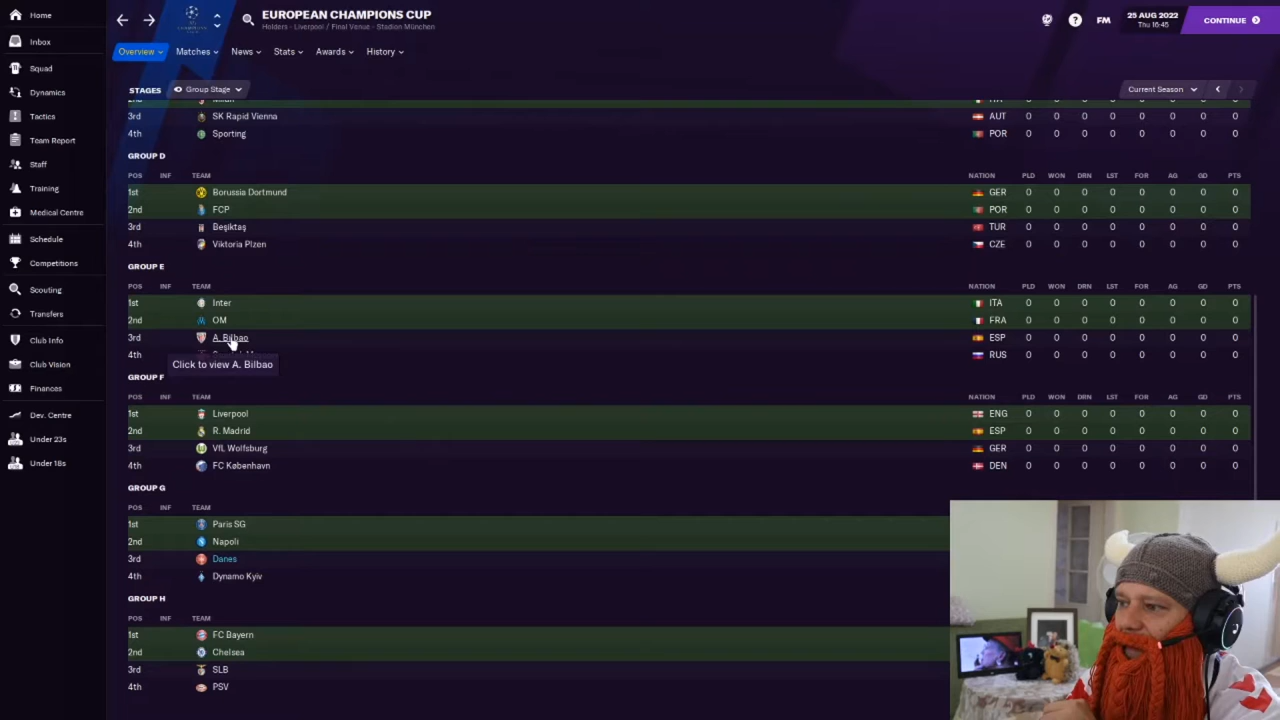 Home
Inbox
Squad
Dynamics
Tactics
Team Report
Staff
Training
Medical Centre
Schedule
Competitions
Scouting
Transfers
Club Info
Club Vision
Finances
Dev. Centre
Under 23s
Under 18s
EUROPEAN CHAMPIONS CUP
Holders - Liverpool / Final Venue - Stadion München
FM
25 AUG 2022
Thu 16:45
CONTINUE
Overview Matches News Stats Awards History
STAGES Group Stage Current Season
3rd SK Rapid Vienna AUT 0 0 0 0 0 0 0 0
4th Sporting POR 0 0 0 0 0 0 0 0
GROUP D
POS INF TEAM NATION PLD WON DRN LST FOR AG GD PTS
1st Borussia Dortmund GER 0 0 0 0 0 0 0 0
2nd FCP POR 0 0 0 0 0 0 0 0
3rd Beşiktaş TUR 0 0 0 0 0 0 0 0
4th Viktoria Plzen CZE 0 0 0 0 0 0 0 0
GROUP E
POS INF TEAM NATION PLD WON DRN LST FOR AG GD PTS
1st Inter ITA 0 0 0 0 0 0 0 0
2nd OM FRA 0 0 0 0 0 0 0 0
3rd A. Bilbao ESP 0 0 0 0 0 0 0 0
4th RUS 0 0 0 0 0 0 0 0
Click to view A. Bilbao
GROUP F
POS INF TEAM NATION PLD WON DRN LST FOR AG GD PTS
1st Liverpool ENG 0 0 0 0 0 0 0 0
2nd R. Madrid ESP 0 0 0 0 0 0 0 0
3rd VfL Wolfsburg GER 0 0 0 0 0 0 0 0
4th FC København DEN 0 0 0 0 0 0 0 0
GROUP G
POS INF TEAM
1st Paris SG
2nd Napoli
3rd Danes
4th Dynamo Kyiv
GROUP H
POS INF TEAM
1st FC Bayern
2nd Chelsea
3rd SLB
4th PSV